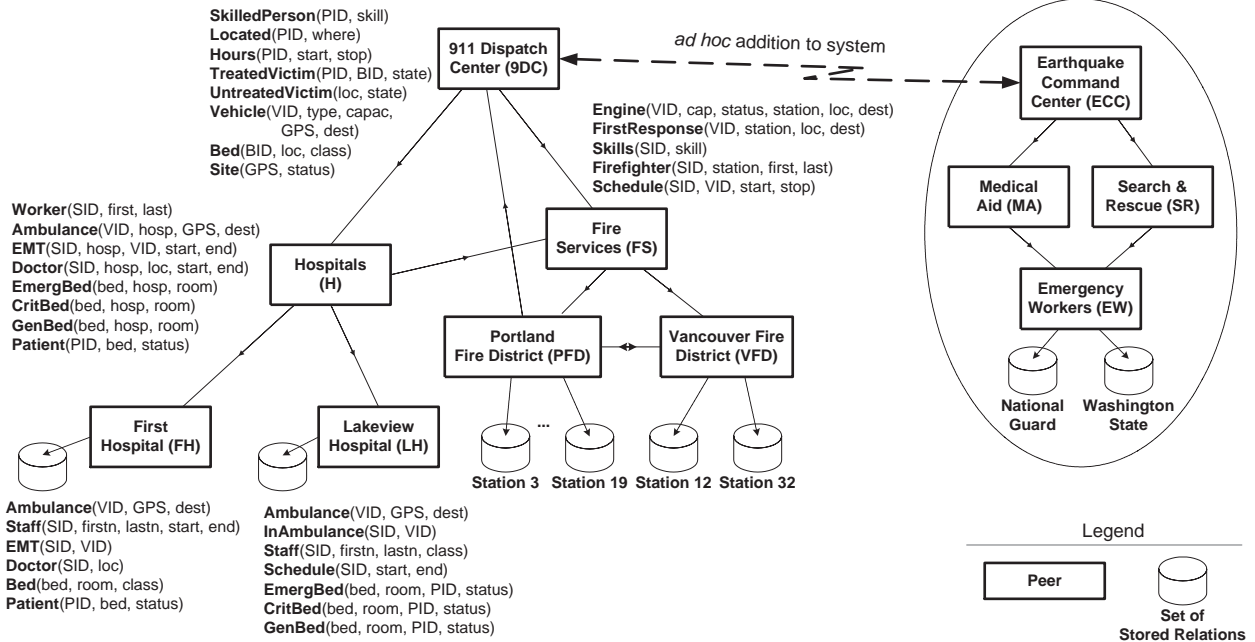 SkilledPerson(PID, skill)
Located(PID, where)
Hours(PID, start, stop)
TreatedVictim(PID, BID, state)
UntreatedVictim(loc, state)
Vehicle(VID, type, capac,
GPS, dest)
Bed(BID, loc, class)
Site(GPS, status)
911 Dispatch
Center (9DC)
ad hoc addition to system
Earthquake
Command
Center (ECC)
Engine(VID, cap, status, station, loc, dest)
FirstResponse(VID, station, loc, dest)
Skills(SID, skill)
Firefighter(SID, station, first, last)
Schedule(SID, VID, start, stop)
Medical
Aid (MA)
Search &
Rescue (SR)
Worker(SID, first, last)
Ambulance(VID, hosp, GPS, dest)
EMT(SID, hosp, VID, start, end)
Doctor(SID, hosp, loc, start, end)
EmergBed(bed, hosp, room)
CritBed(bed, hosp, room)
GenBed(bed, hosp, room)
Patient(PID, bed, status)
Hospitals
(H)
Fire
Services (FS)
Emergency
Workers (EW)
Portland
Fire District (PFD)
Vancouver Fire
District (VFD)
National
Guard
Washington
State
First
Hospital (FH)
Lakeview
Hospital (LH)
...
Station 3
Station 19
Station 12
Station 32
Ambulance(VID, GPS, dest)
Staff(SID, firstn, lastn, start, end)
EMT(SID, VID)
Doctor(SID, loc)
Bed(bed, room, class)
Patient(PID, bed, status)
Ambulance(VID, GPS, dest)
InAmbulance(SID, VID)
Staff(SID, firstn, lastn, class)
Schedule(SID, start, end)
EmergBed(bed, room, PID, status)
CritBed(bed, room, PID, status)
GenBed(bed, room, PID, status)
Legend
Peer
Set of
Stored Relations